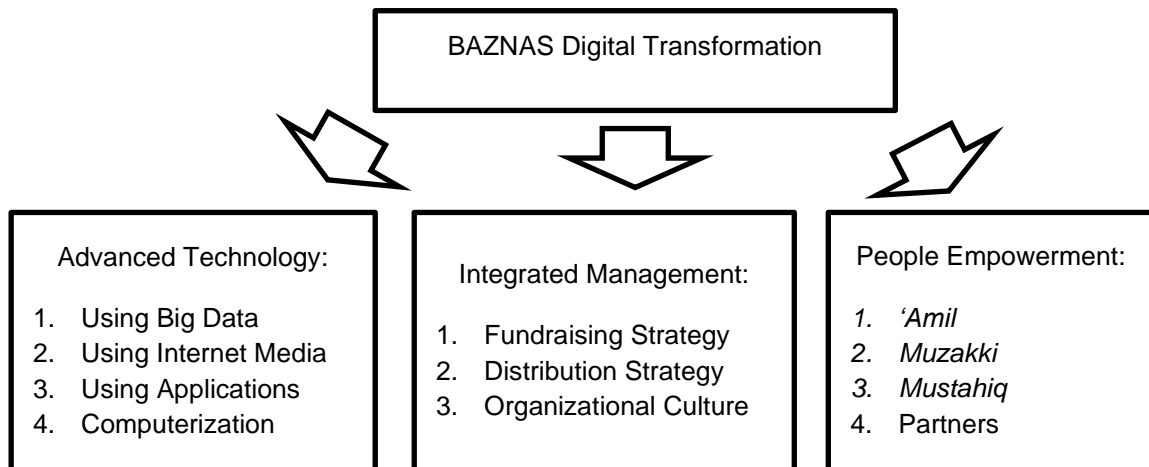 BAZNAS Digital Transformation
Advanced Technology:
1. Using Big Data
2. Using Internet Media
3. Using Applications
4. Computerization
Integrated Management:
1. Fundraising Strategy
2. Distribution Strategy
3. Organizational Culture
People Empowerment:
1. ‘Amil
2. Muzakki
3. Mustahiq
4. Partners